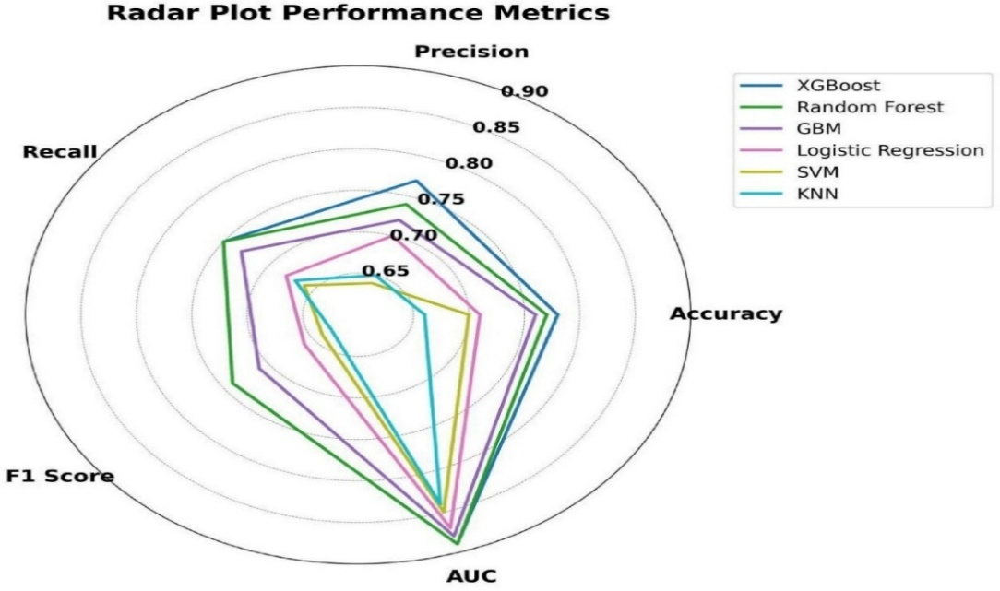 Radar Plot Performance Metrics
Precision
0.90
0.85
0.80
0.75
0.70
0.65
Recall
Accuracy
F1 Score
AUC
XGBoost
Random Forest
GBM
Logistic Regression
SVM
KNN